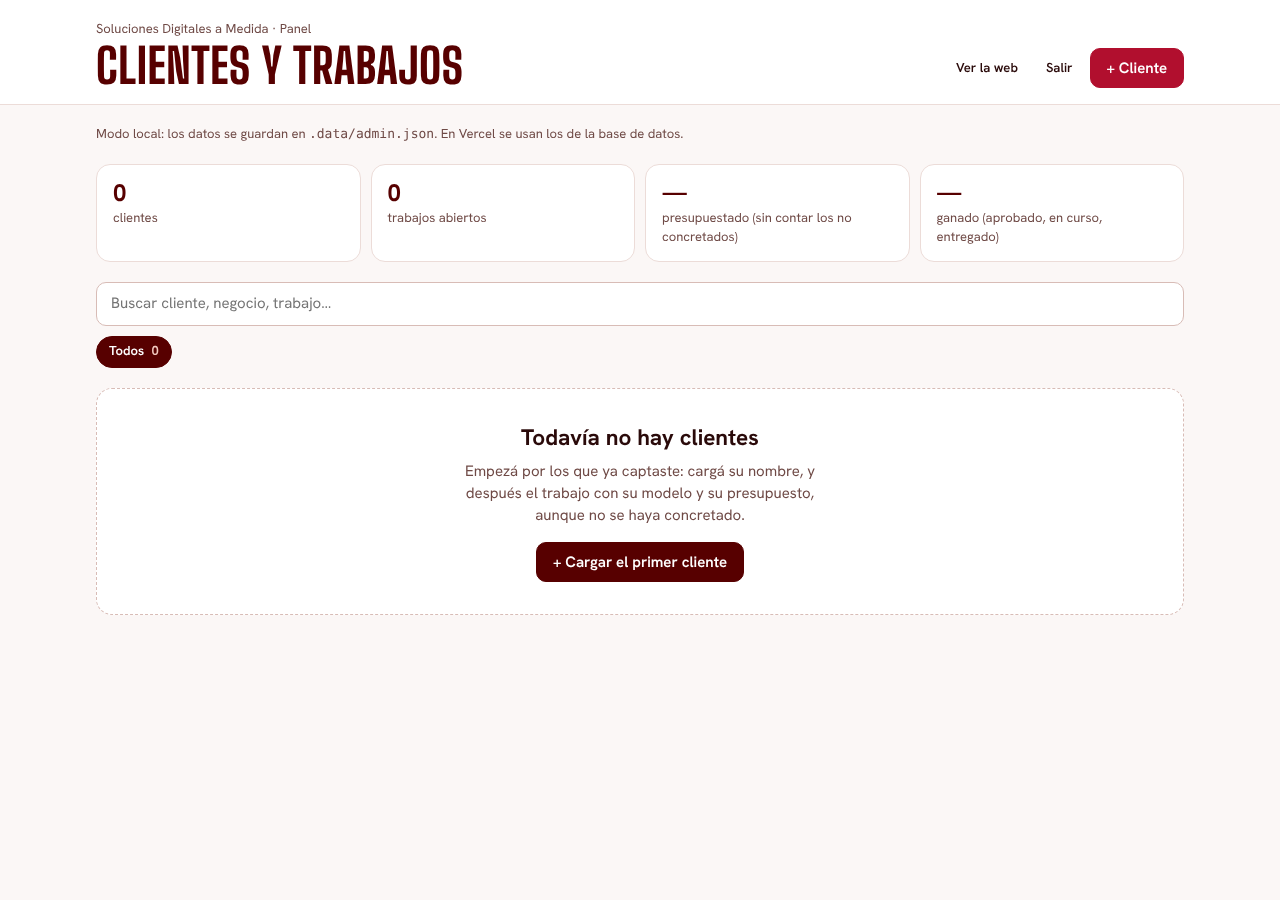 Soluciones Digitales a Medida · Panel
CLIENTES Y TRABAJOS
Ver la web
Salir
+ Cliente
Modo local: los datos se guardan en .data/admin.json. En Vercel se usan los de la base de datos.
0
clientes
0
trabajos abiertos
—
presupuestado (sin contar los no
concretados)
—
ganado (aprobado, en curso,
entregado)
Buscar cliente, negocio, trabajo…
Todos 0
Todavía no hay clientes
Empezá por los que ya captaste: cargá su nombre, y
después el trabajo con su modelo y su presupuesto,
aunque no se haya concretado.
+ Cargar el primer cliente